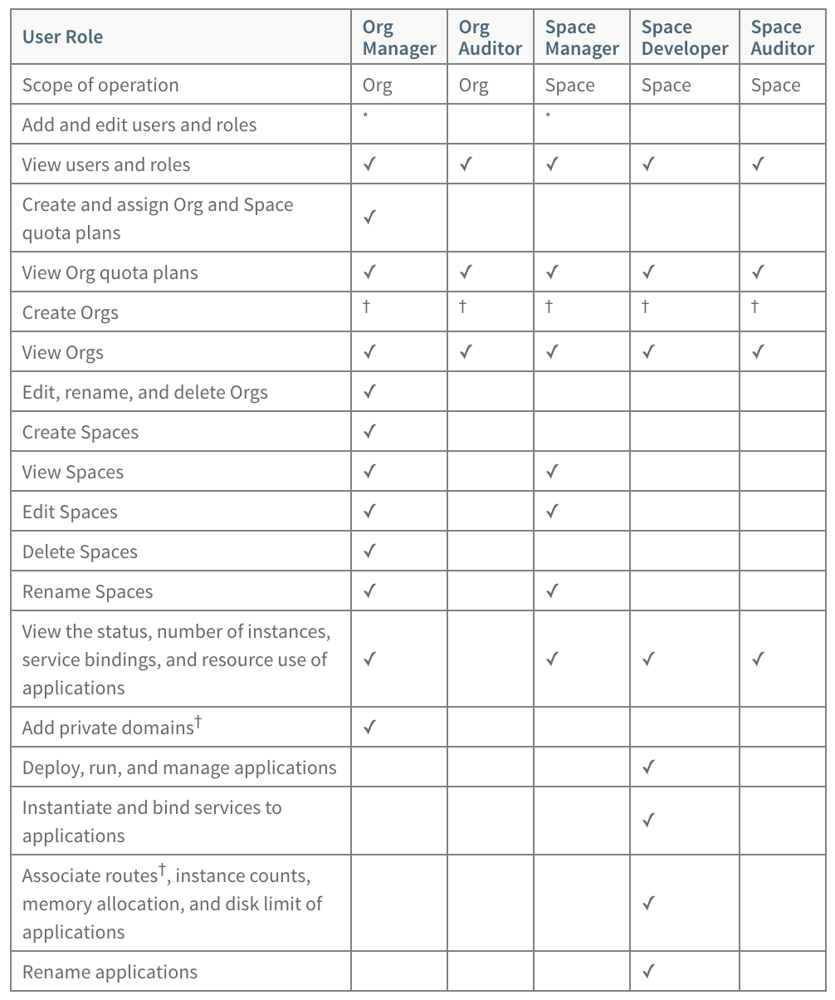 User Role Org Manager Org Auditor Space Manager Space Developer Space Auditor
Scope of operation Org Org Space Space Space
Add and edit users and roles * *
View users and roles ✓ ✓ ✓ ✓ ✓
Create and assign Org and Space
quota plans ✓
View Org quota plans ✓ ✓ ✓ ✓ ✓
Create Orgs † † † † †
View Orgs ✓ ✓ ✓ ✓ ✓
Edit, rename, and delete Orgs ✓
Create Spaces ✓
View Spaces ✓ ✓
Edit Spaces ✓ ✓
Delete Spaces ✓
Rename Spaces ✓ ✓
View the status, number of instances,
service bindings, and resource use of
applications ✓ ✓ ✓ ✓
Add private domains† ✓
Deploy, run, and manage applications ✓
Instantiate and bind services to
applications ✓
Associate routes†, instance counts,
memory allocation, and disk limit of
applications ✓
Rename applications ✓